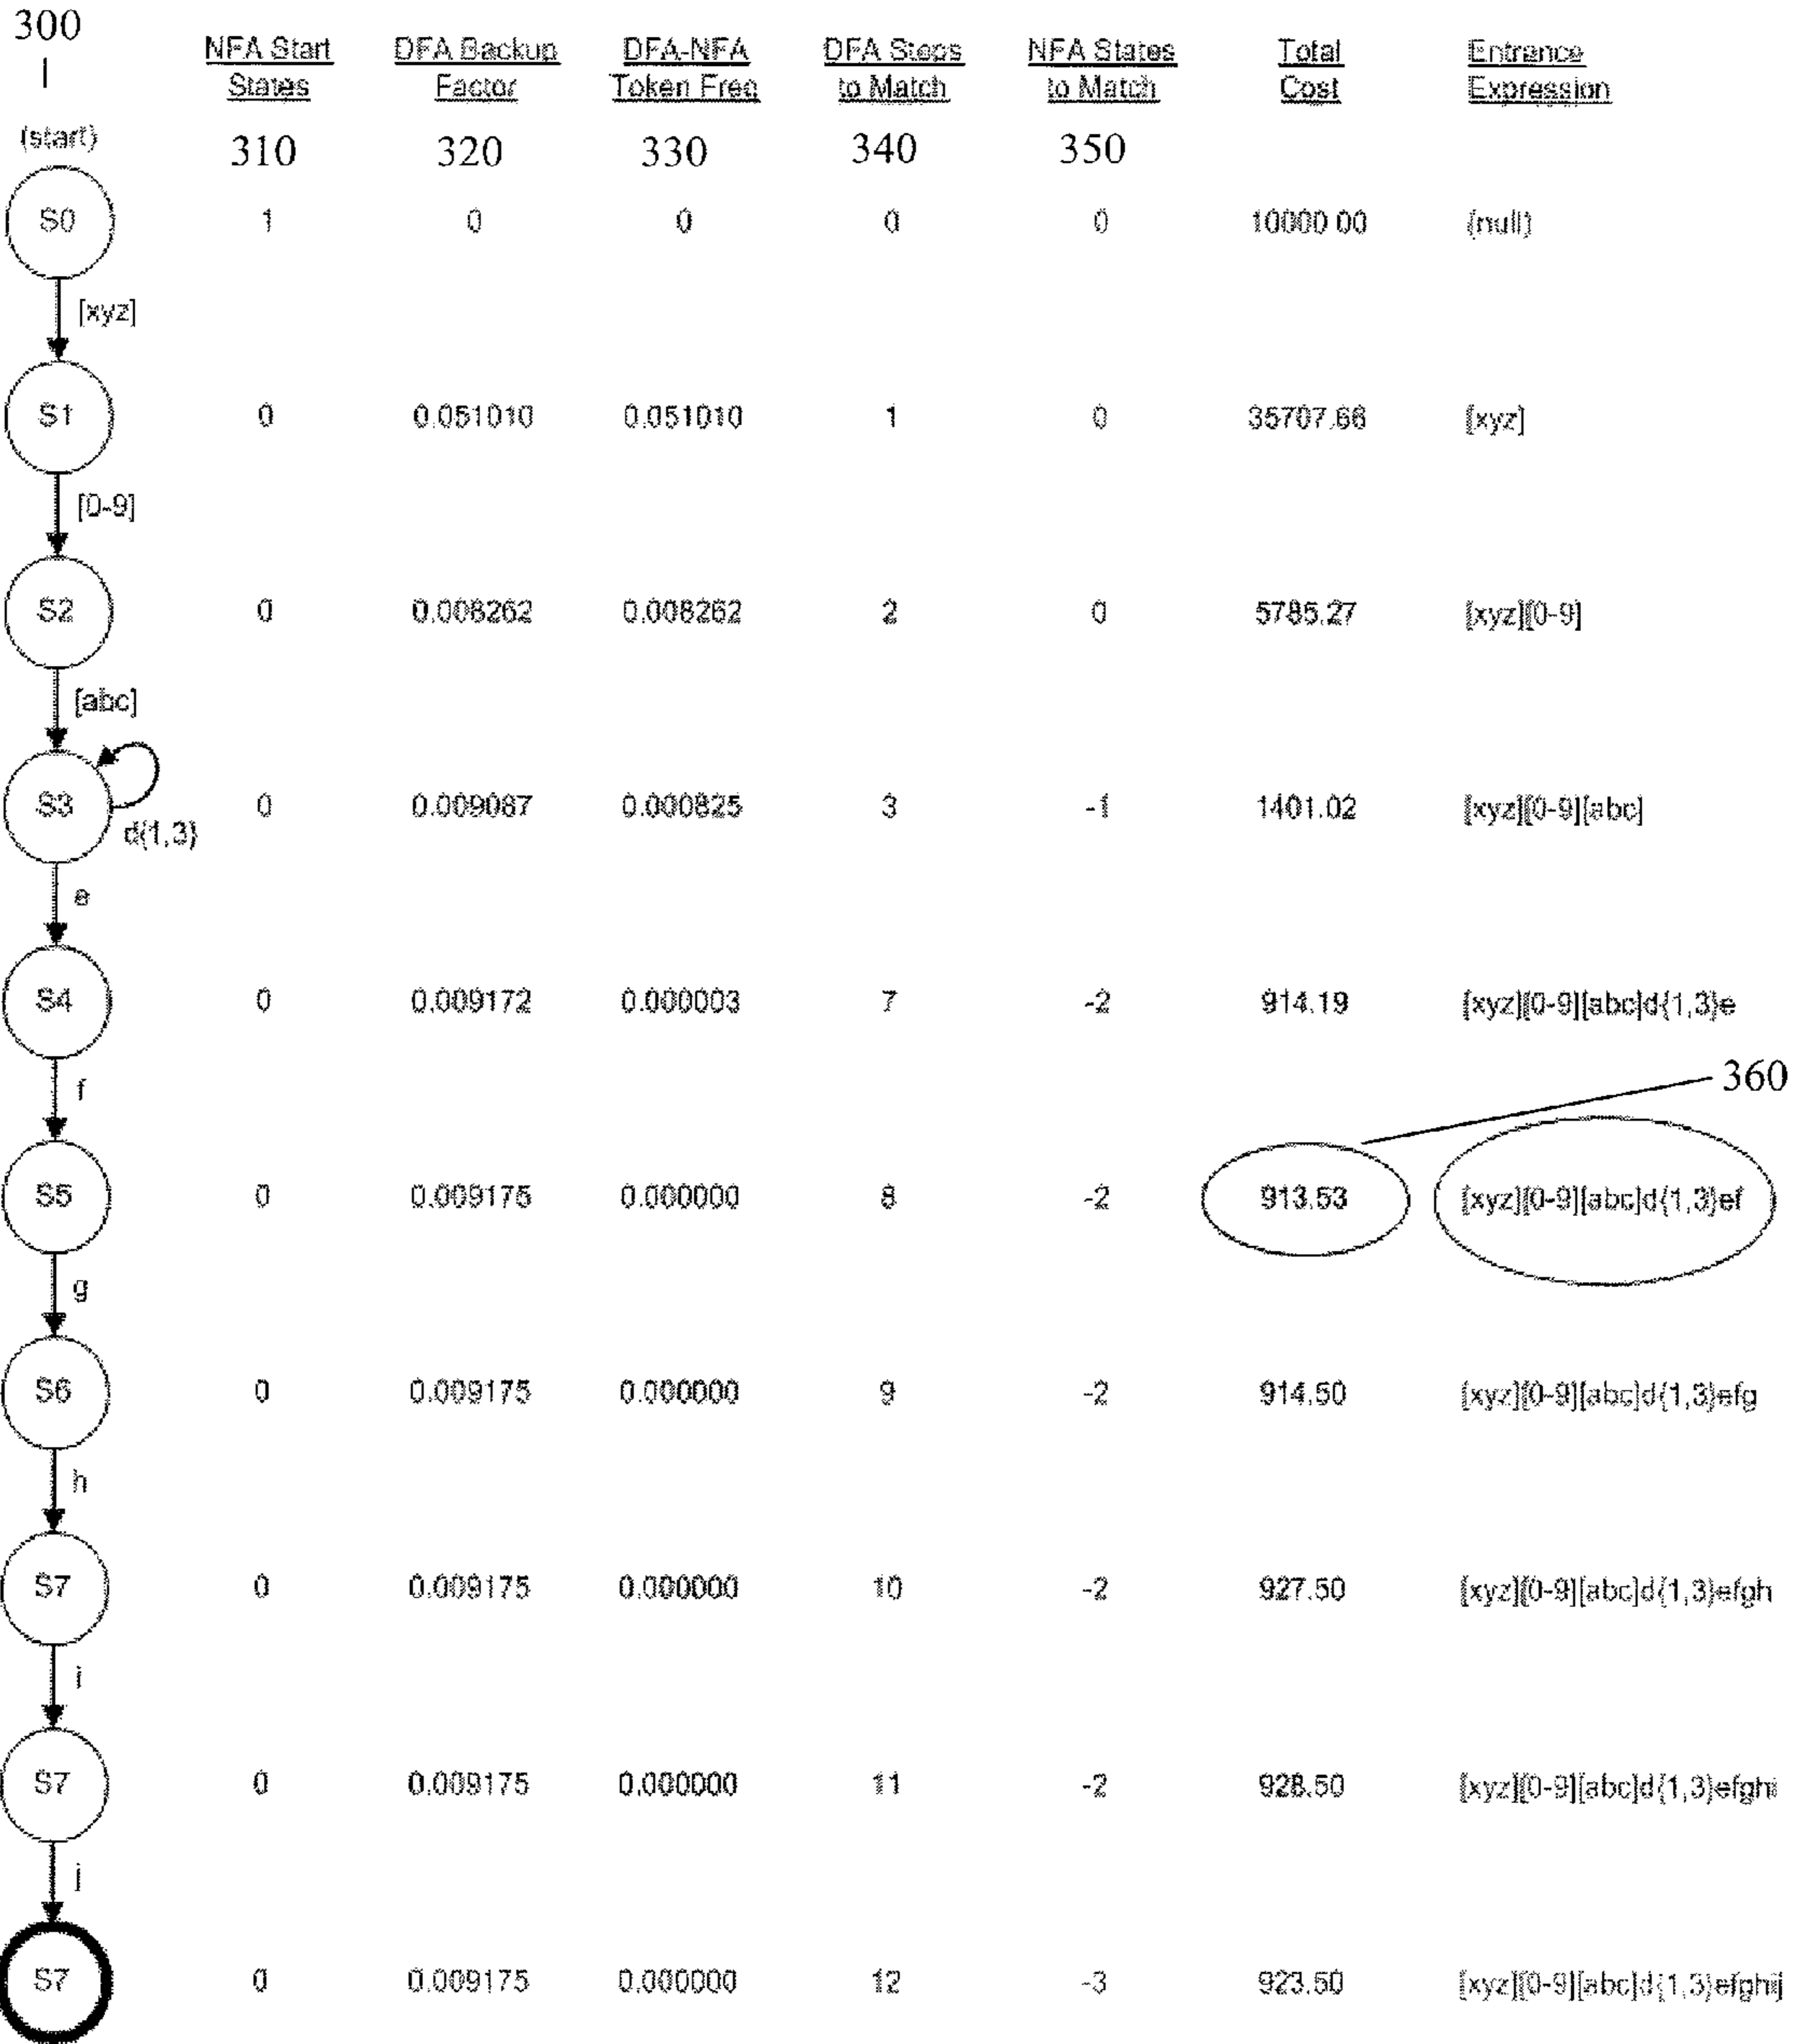 300
NFA Start States
DFA Backup Factor
DFA-NFA Token Freq
DFA Steps to Match
NFA States to Match
Total Cost
Entrance Expression
(start)
310
320
330
340
350
S0 1 0 0 0 0 10000.00 (null)
[xyz]
S1 0 0.051010 0.051010 1 0 35707.66 [xyz]
[0-9]
S2 0 0.008262 0.008262 2 0 5785.27 [xyz][0-9]
[abc]
S3 0 0.009087 0.000825 3 -1 1401.02 [xyz][0-9][abc]
d{1,3}
e
S4 0 0.009172 0.000003 7 -2 914.19 [xyz][0-9][abc]d{1,3}e
f
360
S5 0 0.009175 0.000000 8 -2 913.53 [xyz][0-9][abc]d{1,3}ef
g
S6 0 0.009175 0.000000 9 -2 914.50 [xyz][0-9][abc]d{1,3}efg
h
S7 0 0.009175 0.000000 10 -2 927.50 [xyz][0-9][abc]d{1,3}efgh
i
S7 0 0.009175 0.000000 11 -2 928.50 [xyz][0-9][abc]d{1,3}efghi
j
S7 0 0.009175 0.000000 12 -3 923.50 [xyz][0-9][abc]d{1,3}efghij